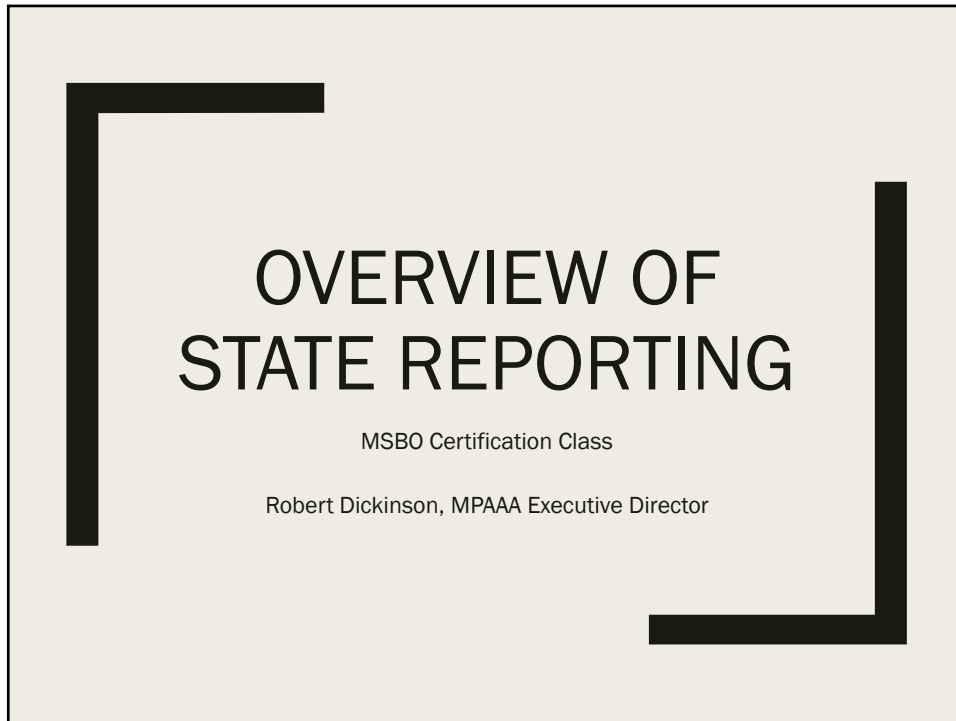 OVERVIEW OF
STATE REPORTING
MSBO Certification Class
Robert Dickinson, MPAAA Executive Director